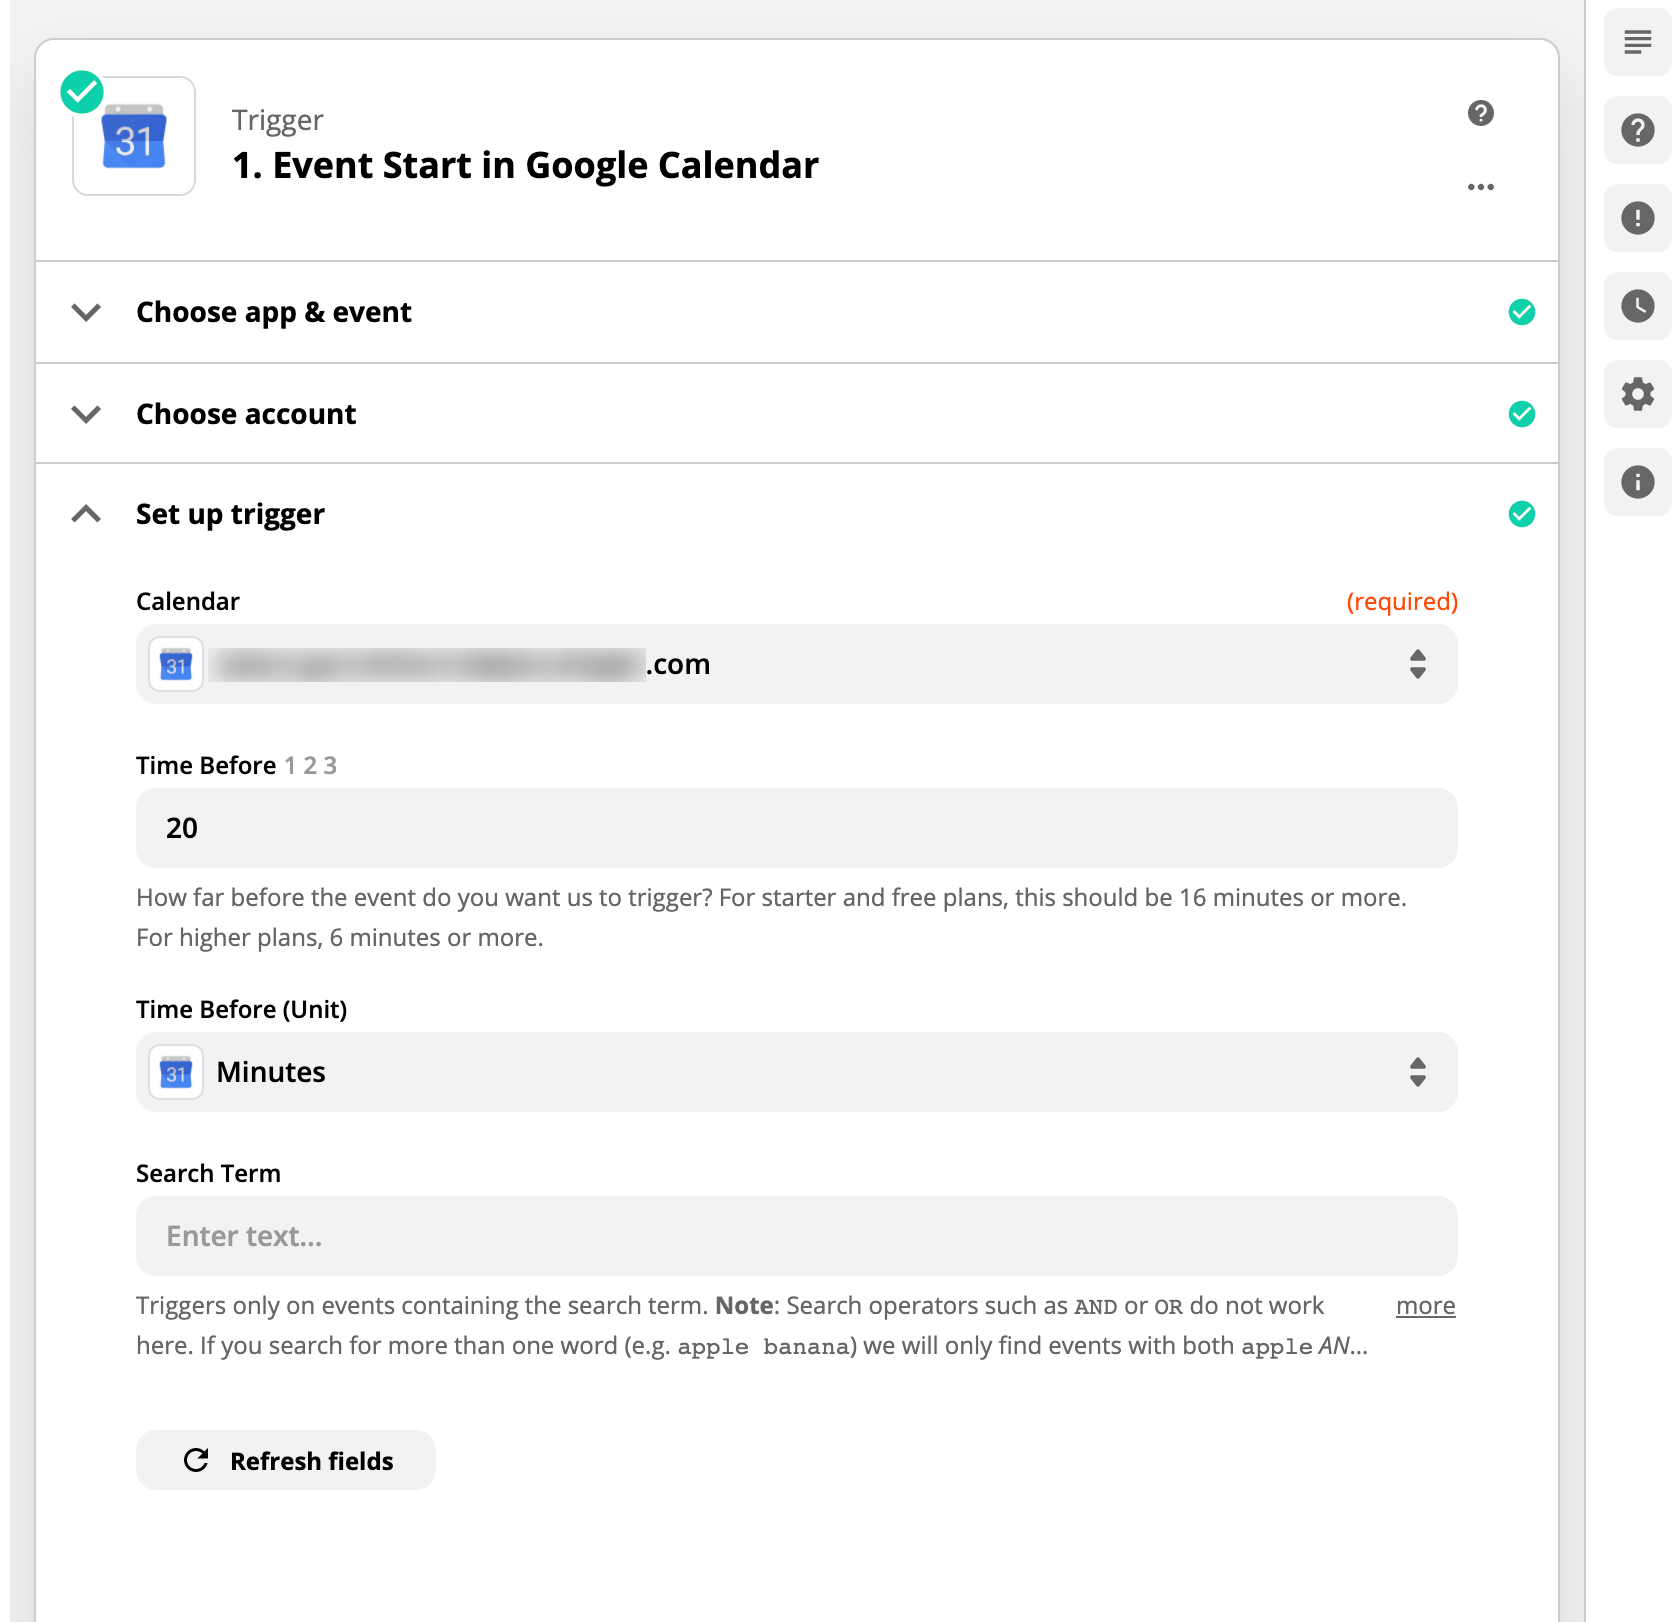 31
Trigger
1. Event Start in Google Calendar
Choose app & event
Choose account
Set up trigger
Calendar (required)
31 .com
Time Before 1 2 3
20
How far before the event do you want us to trigger? For starter and free plans, this should be 16 minutes or more.
For higher plans, 6 minutes or more.
Time Before (Unit)
31 Minutes
Search Term
Enter text...
Triggers only on events containing the search term. Note: Search operators such as AND or OR do not work more
here. If you search for more than one word (e.g. apple banana) we will only find events with both apple AN...
Refresh fields